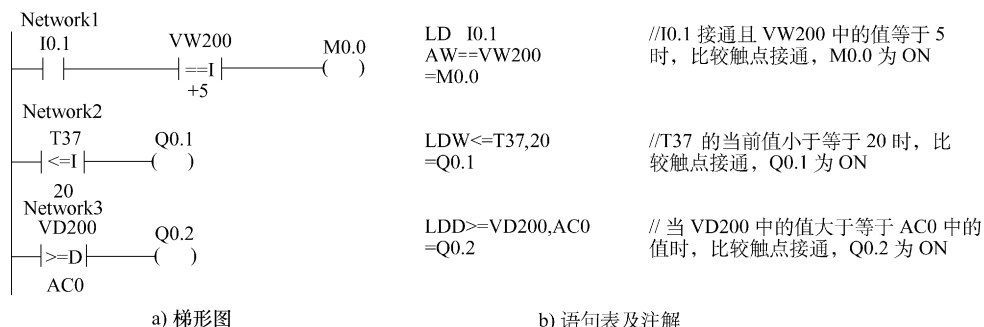 Network1
I0.1 VW200 M0.0
==I
+5
LD I0.1
AW==VW200
=M0.0
//I0.1 接通且 VW200 中的值等于 5
时，比较触点接通，M0.0 为 ON
Network2
T37 Q0.1
<=I
20
LDW<=T37,20
=Q0.1
//T37 的当前值小于等于 20 时，比
较触点接通，Q0.1 为 ON
Network3
VD200 Q0.2
>=D
AC0
LDD>=VD200,AC0
=Q0.2
// 当 VD200 中的值大于等于 AC0 中的
值时，比较触点接通，Q0.2 为 ON
a) 梯形图
b) 语句表及注解